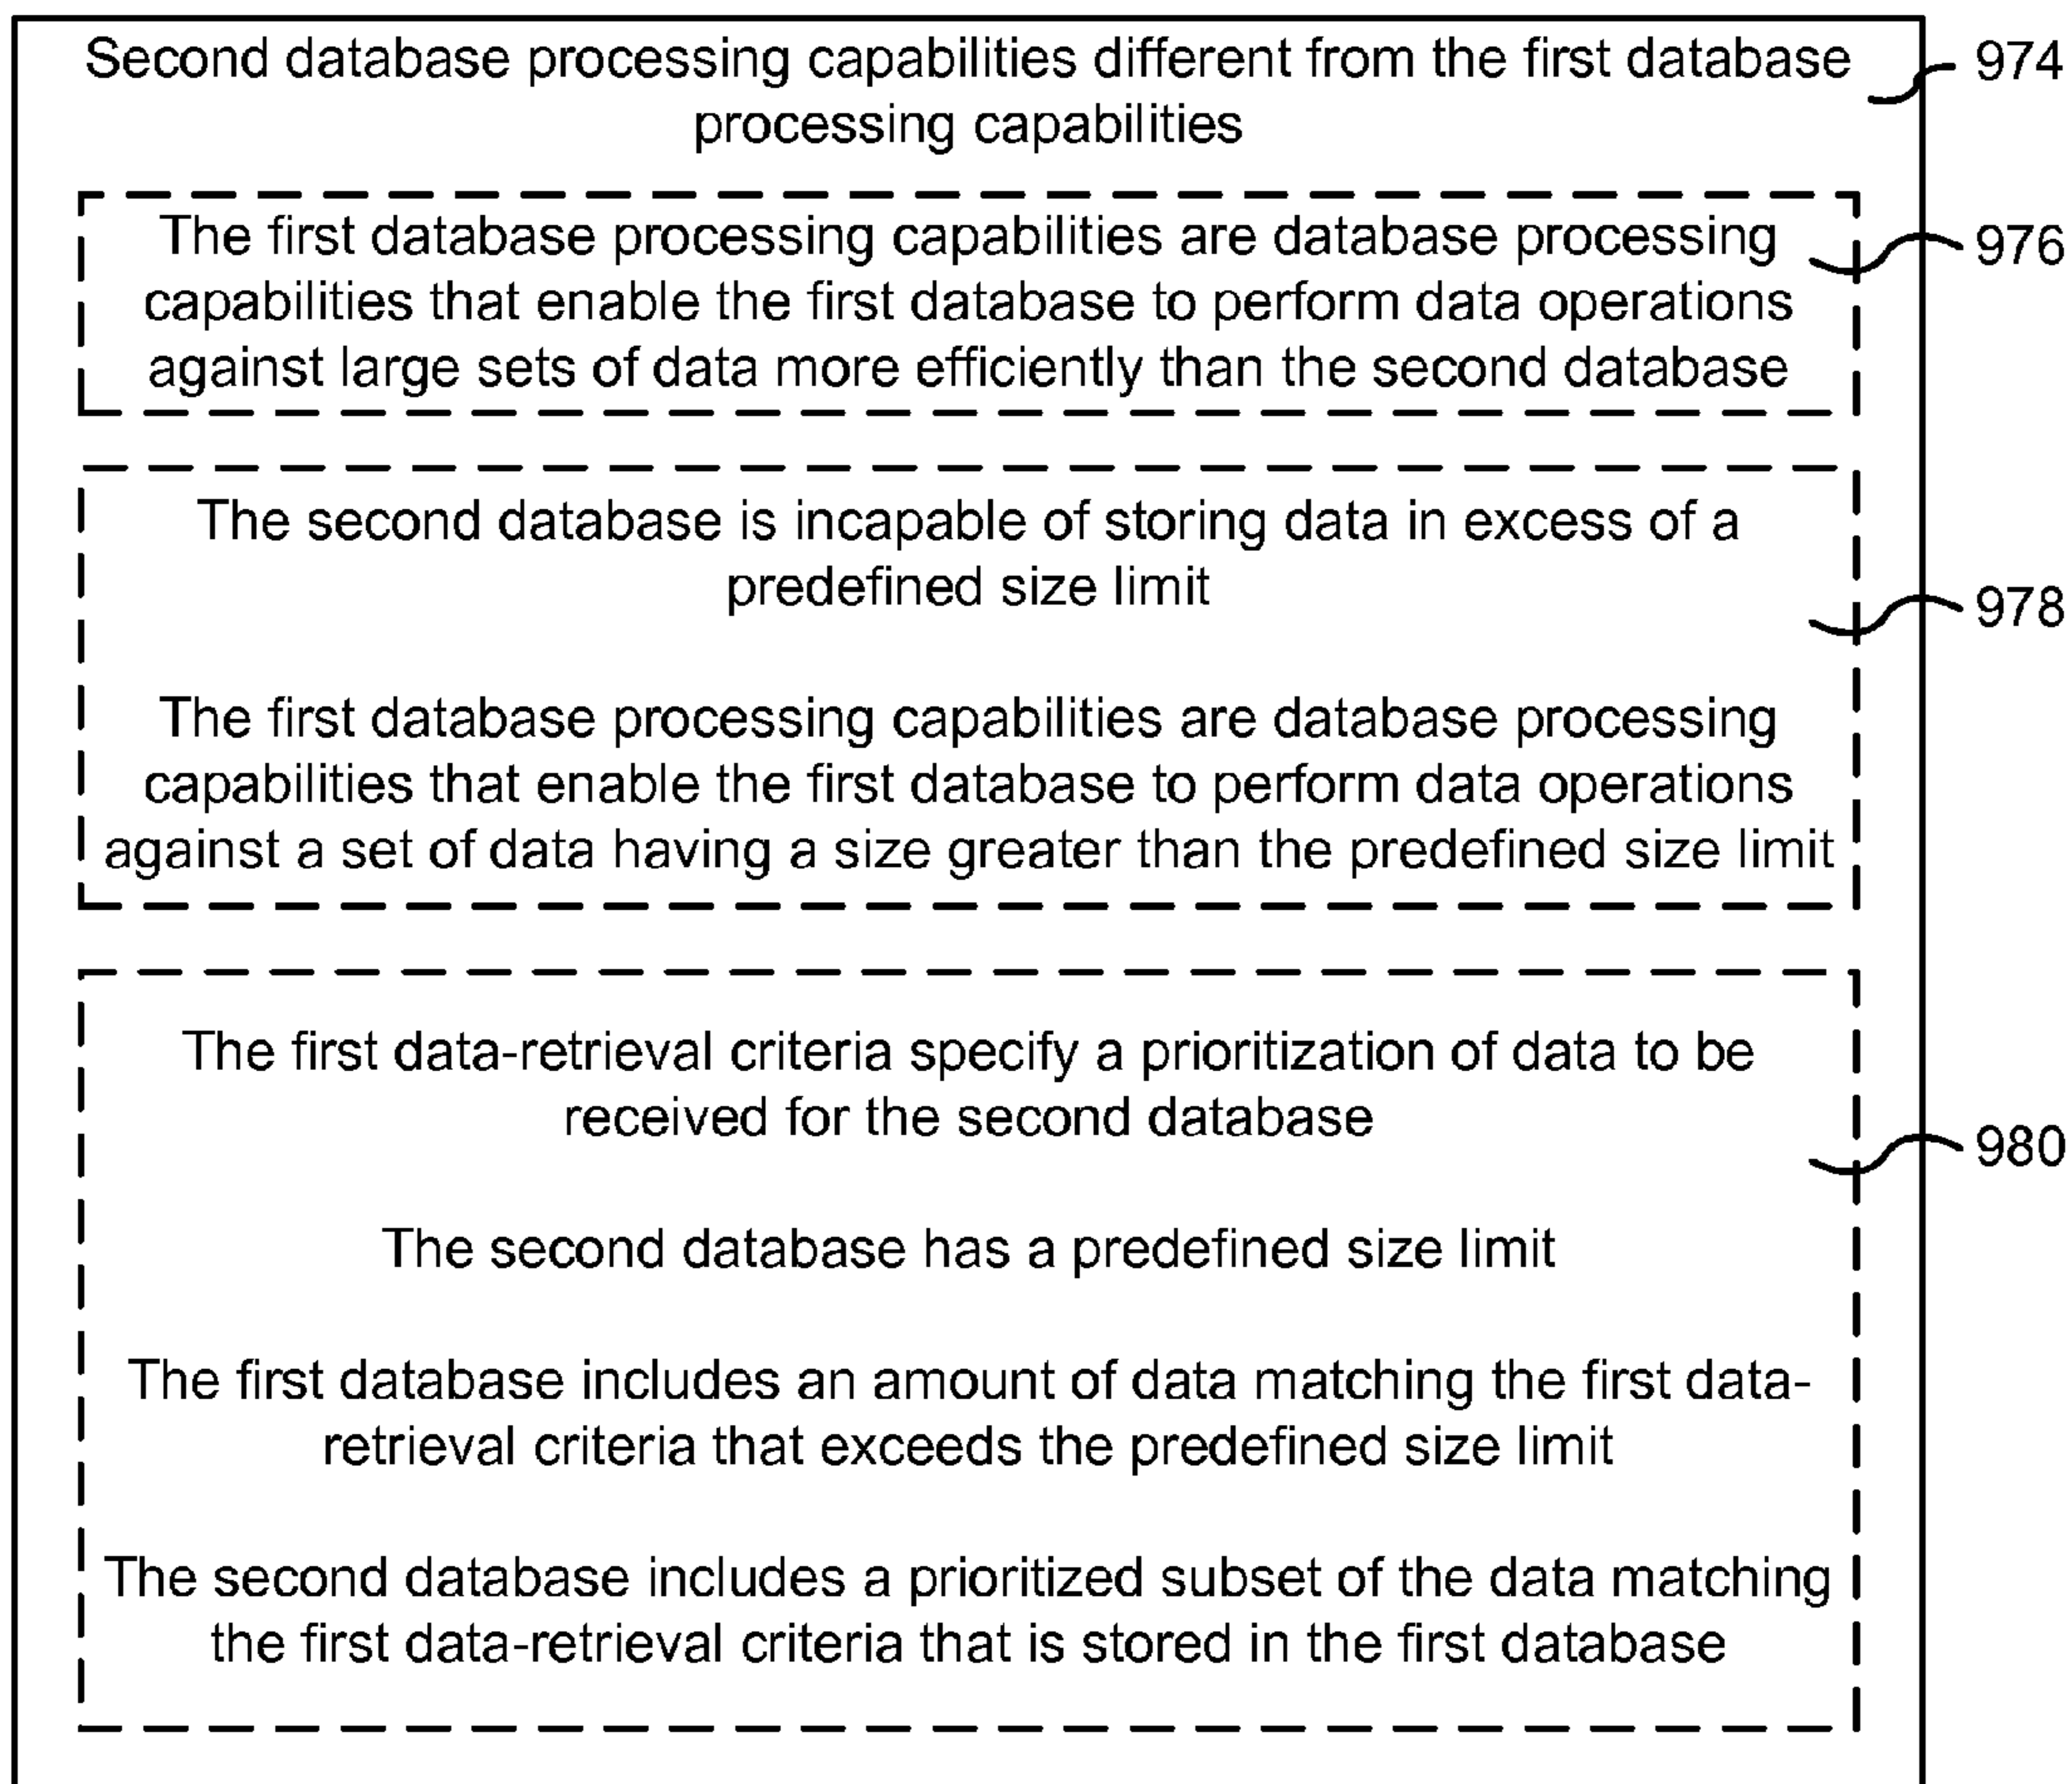 Second database processing capabilities different from the first database
processing capabilities
974
The first database processing capabilities are database processing
capabilities that enable the first database to perform data operations
against large sets of data more efficiently than the second database
976
The second database is incapable of storing data in excess of a
predefined size limit
978
The first database processing capabilities are database processing
capabilities that enable the first database to perform data operations
against a set of data having a size greater than the predefined size limit
The first data-retrieval criteria specify a prioritization of data to be
received for the second database
980
The second database has a predefined size limit
The first database includes an amount of data matching the first data-
retrieval criteria that exceeds the predefined size limit
The second database includes a prioritized subset of the data matching
the first data-retrieval criteria that is stored in the first database